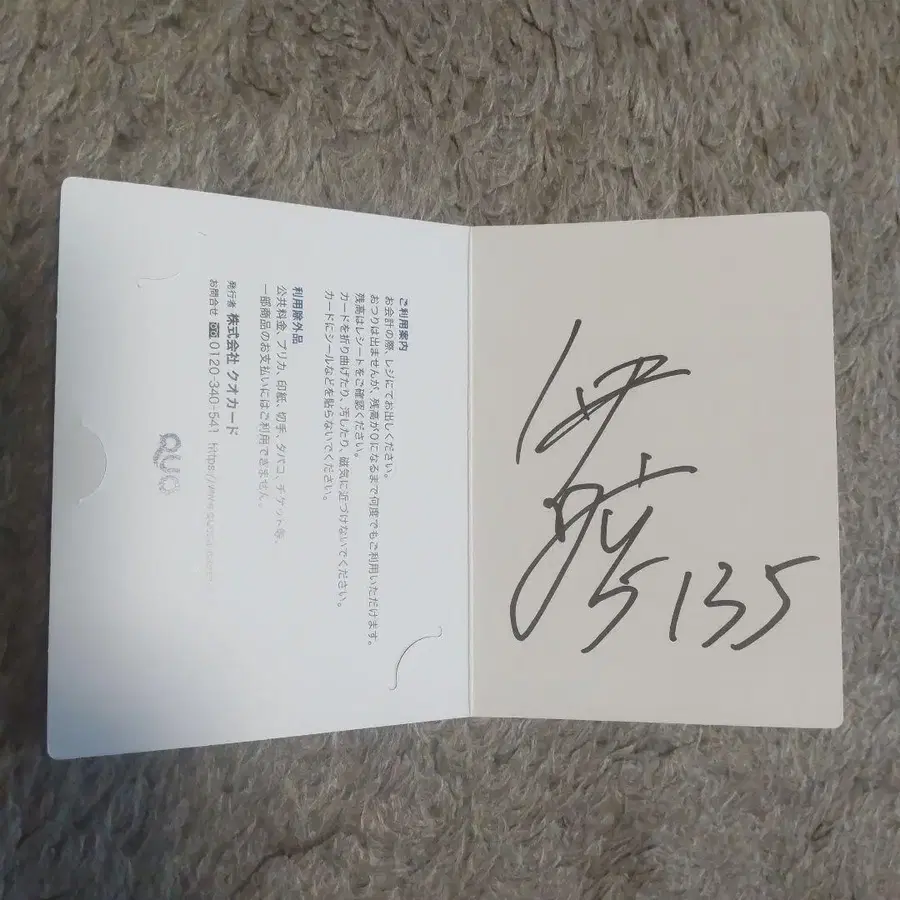 ご利用案内
お会計の際、レジにてお出しください。
おつりは出ませんが、残高が0になるまで何度でもご利用いただけます。
残高はレシートをご確認ください。
カードを折り曲げたり、汚したり、磁気に近づけないでください。
カードにシールなどを貼らないでください。
利用除外品
公共料金、プリカ、印紙、切手、タバコ、チケット等、
一部商品のお支払いにはご利用できません。
発行者 株式会社 クオカード
お問合せ 0120-340-541
QUO
135